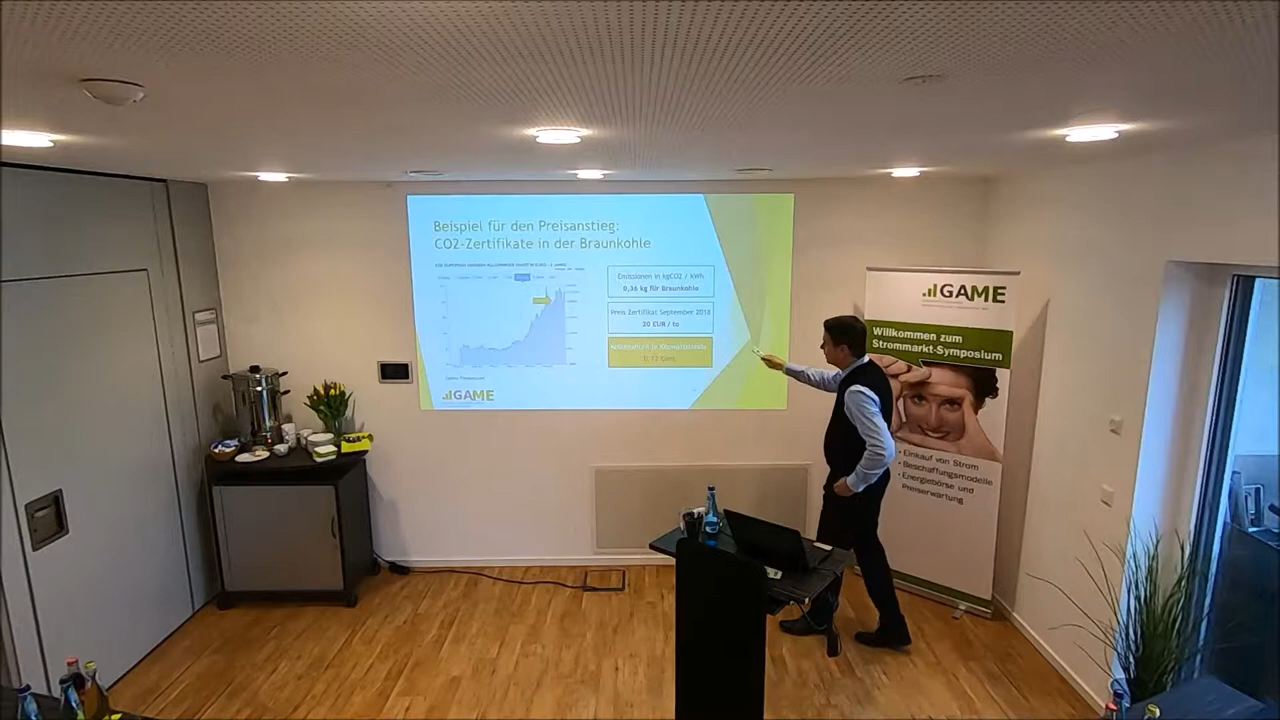 Beispiel für den Preisanstieg:
CO2-Zertifikate in der Braunkohle
Emissionen in kgCO2 / kWh
0,36 kg für Braunkohle
Preis Zertifikat September 2018
20 EUR / to
GAME
GAME
Willkommen zum
Strommarkt-Symposium
• Einkauf von Strom
• Beschaffungsmodelle
• Energiebörse und
Preiserwartung